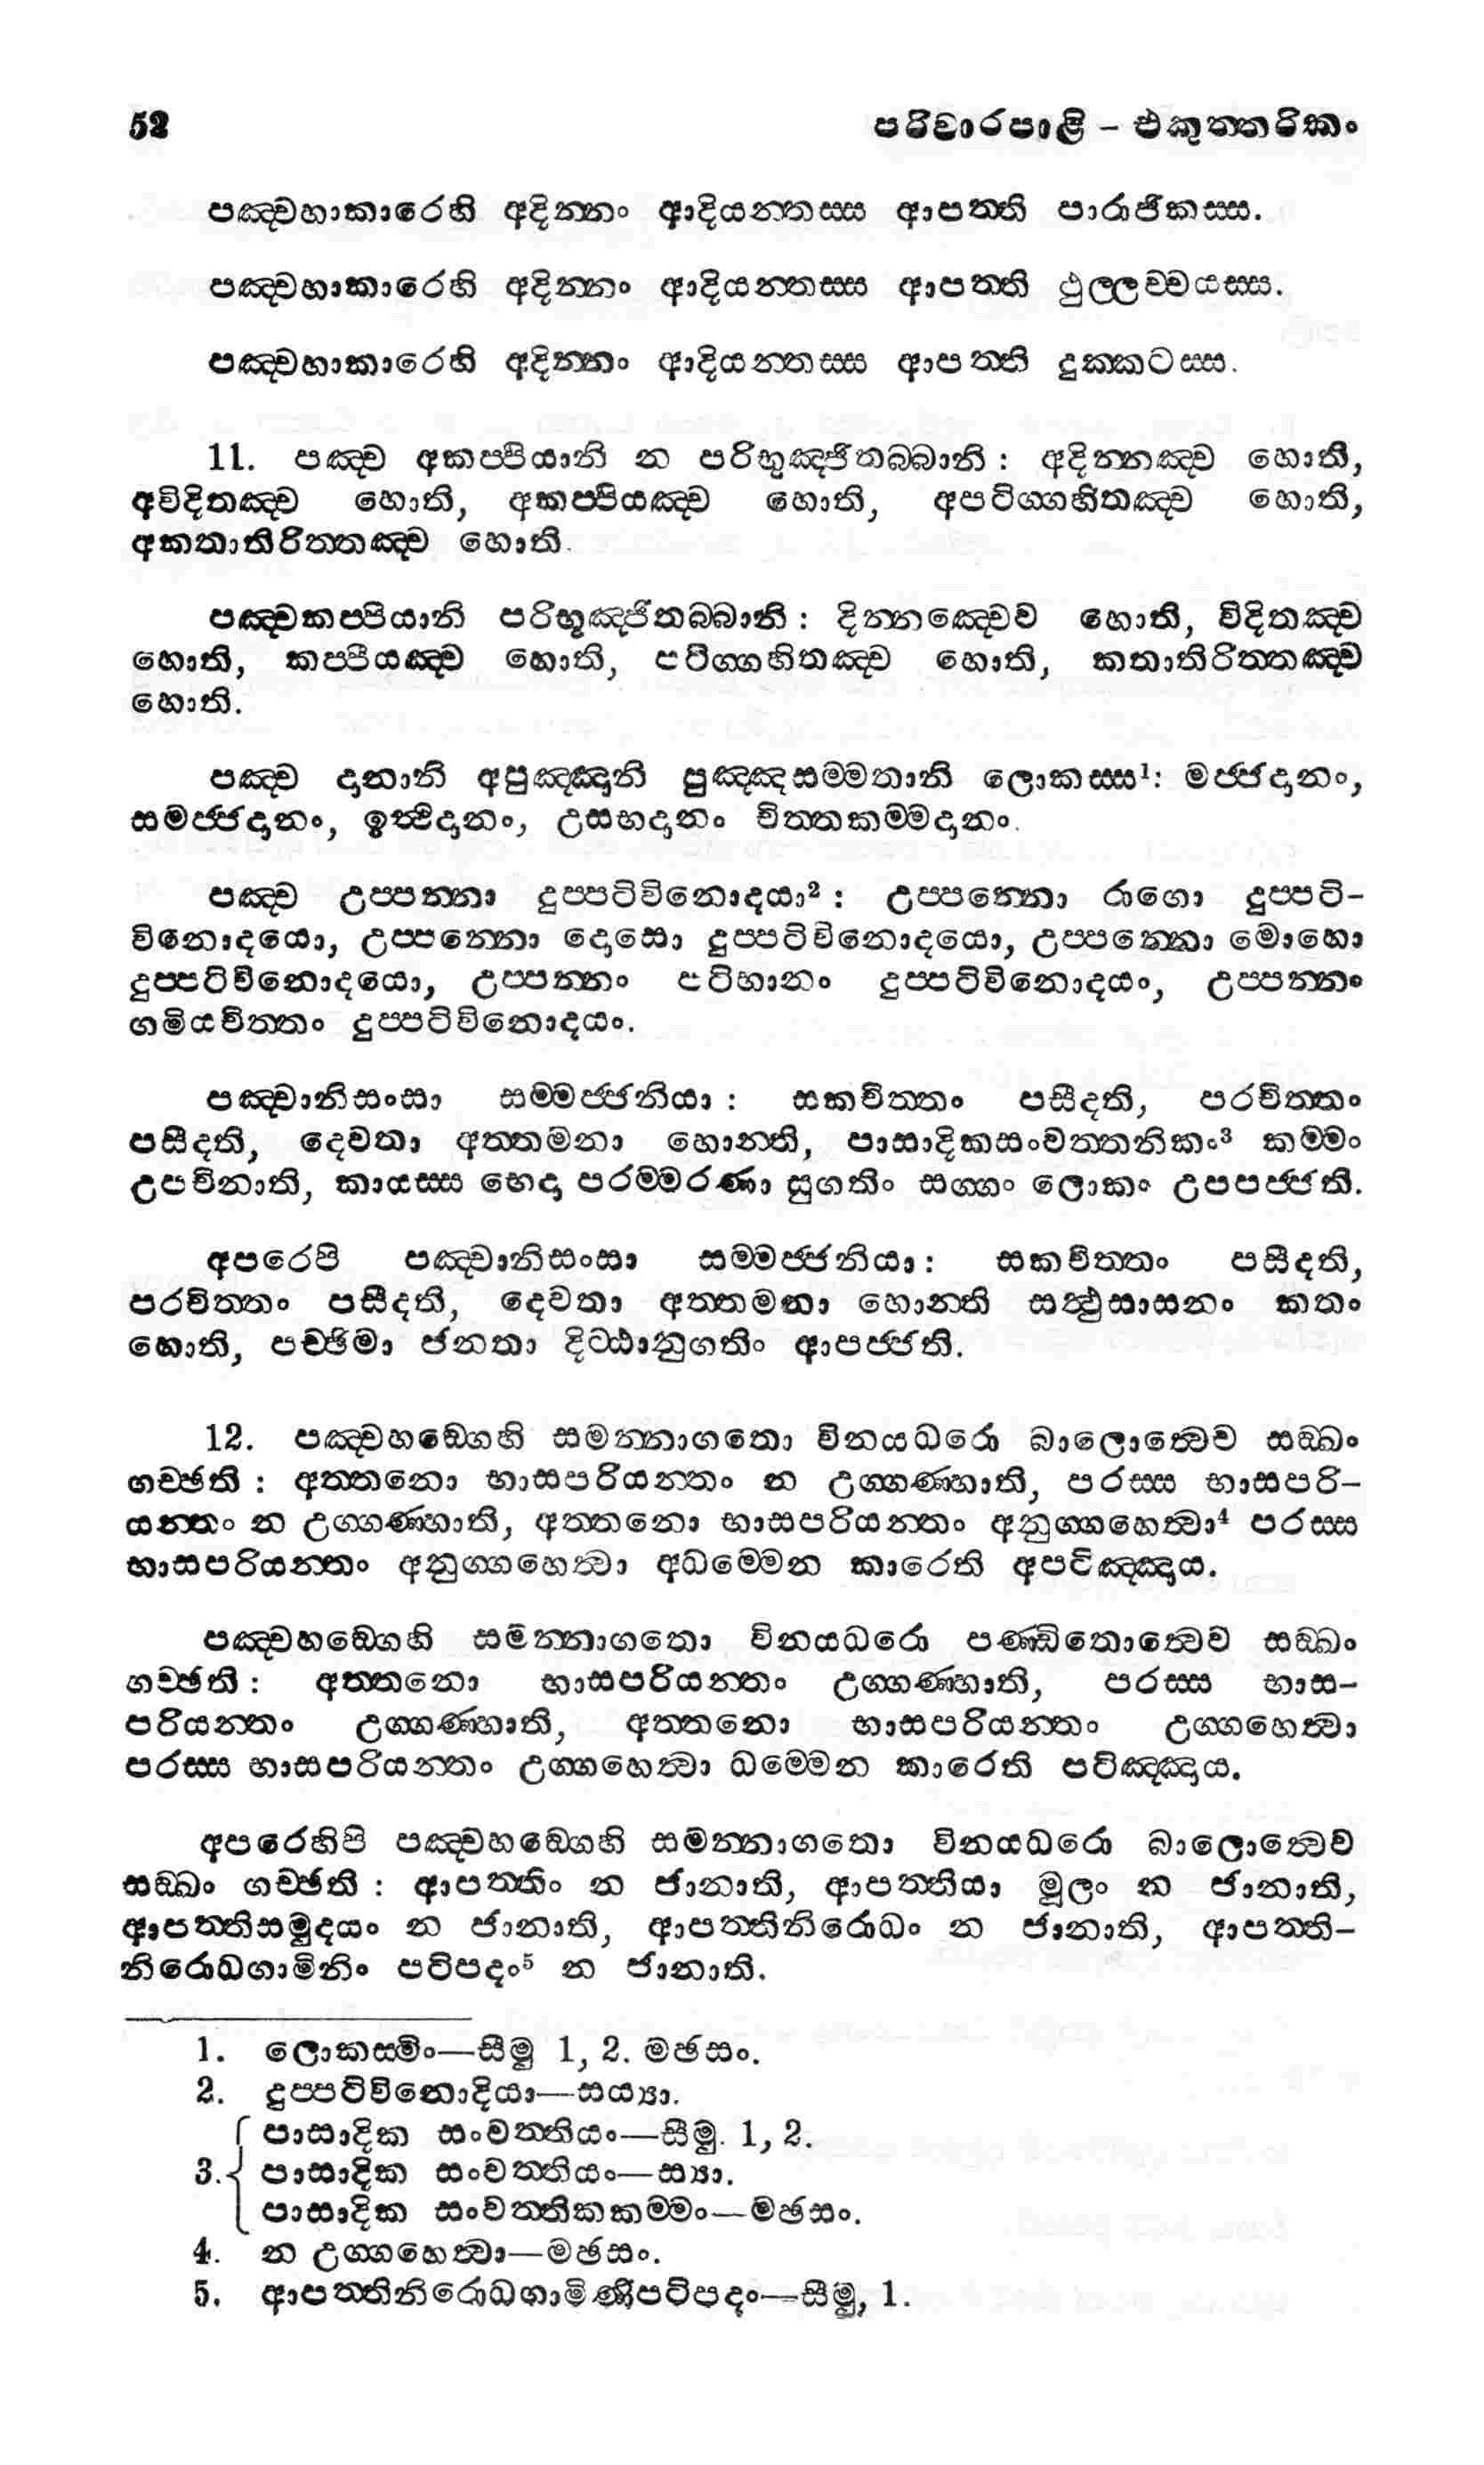 52 පරිවාරපාළි – එකුත්තරිකං
පඤ්චහාකාරෙහි අදින්නං ආදියන්තස්ස ආපත්ති පාරාජිකස්ස.
පඤ්චහාකාරෙහි අදින්නං ආදියන්තස්ස ආපත්ති ථුල්ලච්චයස්ස.
පඤ්චහාකාරෙහි අදින්නං ආදියන්තස්ස ආපත්ති දුක්කටස්ස.
11. පඤ්ච අකප්පියානි න පරිභුඤ්ජිතබ්බානි : අදින්නඤ්ච හොති,
අවිදිතඤ්ච හොති, අකප්පියඤ්ච හොති, අපටිග්ගහිතඤ්ච හොති,
අකතාතිරිත්තඤ්ච හොති.
පඤ්චකප්පියානි පරිභූඤ්ජිතබ්බානි : දින්නඤ්චෙව හොති, විදිතඤ්ච
හොති, කප්පියඤ්ච හොති, පටිග්ගහිතඤ්ච හොති, කතාතිරිත්තඤ්ච
හොති.
පඤ්ච දානානි අපුඤ්ඤානි පුඤ්ඤසම්මතානි ලොකස්ස¹: මජ්ජදානං,
සමජ්ජදානං, ඉත්ථිදානං, උසභදානං චිත්තකම්මදානං.
පඤ්ච උප්පන්නා දුප්පටිවිනොදයා² : උප්පන්නො රාගො දුප්පටි-
විනොදයො, උප්පන්නො දොසො දුප්පටිවිනොදයො, උප්පන්නො මොහො
දුප්පටිවිනොදයො, උප්පන්නං පටිභානං දුප්පටිවිනොදයං, උප්පන්නං
ගමියචිත්තං දුප්පටිවිනොදයං.
පඤ්චානිසංසා සම්මජ්ජනියා : සකචිත්තං පසීදති, පරචිත්තං
පසීදති, දෙවතා අත්තමනා හොන්ති, පාසාදිකසංවත්තනිකං³ කම්මං
උපචිනාති, කායස්ස භෙදා පරම්මරණා සුගතිං සග්ගං ලොකං උපපජ්ජති.
අපරෙපි පඤ්චානිසංසා සම්මජ්ජනියා : සකචිත්තං පසීදති,
පරචිත්තං පසීදති, දෙවතා අත්තමනා හොන්ති සත්ථුසාසනං කතං
හොති, පච්ඡිමා ජනතා දිට්ඨානුගතිං ආපජ්ජති.
12. පඤ්චහඞ්ගෙහි සමන්නාගතො විනයධරො බාලොත්වෙව සඞ්ඛං
ගච්ඡති : අත්තනො භාසපරියන්තං න උග්ගණ්හාති, පරස්ස භාසපරි-
යන්තං න උග්ගණ්හාති, අත්තනො භාසපරියන්තං අනුග්ගහෙත්වා⁴ පරස්ස
භාසපරියන්තං අනුග්ගහෙත්වා අධම්මෙන කාරෙති අපටිඤ්ඤාය.
පඤ්චහඞ්ගෙහි සමන්නාගතො විනයධරො පණ්ඩිතොත්වෙව සඞ්ඛං
ගච්ඡති : අත්තනො භාසපරියන්තං උග්ගණ්හාති, පරස්ස භාස-
පරියන්තං උග්ගණ්හාති, අත්තනො භාසපරියන්තං උග්ගහෙත්වා
පරස්ස භාසපරියන්තං උග්ගහෙත්වා ධම්මෙන කාරෙති පටිඤ්ඤාය.
අපරෙහිපි පඤ්චහඞ්ගෙහි සමන්නාගතො විනයධරො බාලොත්වෙව
සඞ්ඛං ගච්ඡති : ආපත්තිං න ජානාති, ආපත්තියා මූලං න ජානාති,
ආපත්තිසමුදයං න ජානාති, ආපත්තිනිරොධං න ජානාති, ආපත්ති-
නිරොධගාමිනිං පටිපදං⁵ න ජානාති.
1. ලොකස්මිං—සීමු 1, 2. මඡසං.
2. දුප්පටිවිනොදියා—සය්‍යා.
පාසාදික සංවත්තියං—සීමු. 1, 2.
3. පාසාදික සංවත්තියං—ස්‍යා.
පාසාදික සංවත්තිකකම්මං—මඡසං.
4. න උග්ගහෙත්වා—මඡසං.
5. ආපත්තිනිරොධගාමිණිපටිපදං—සීමු, 1.